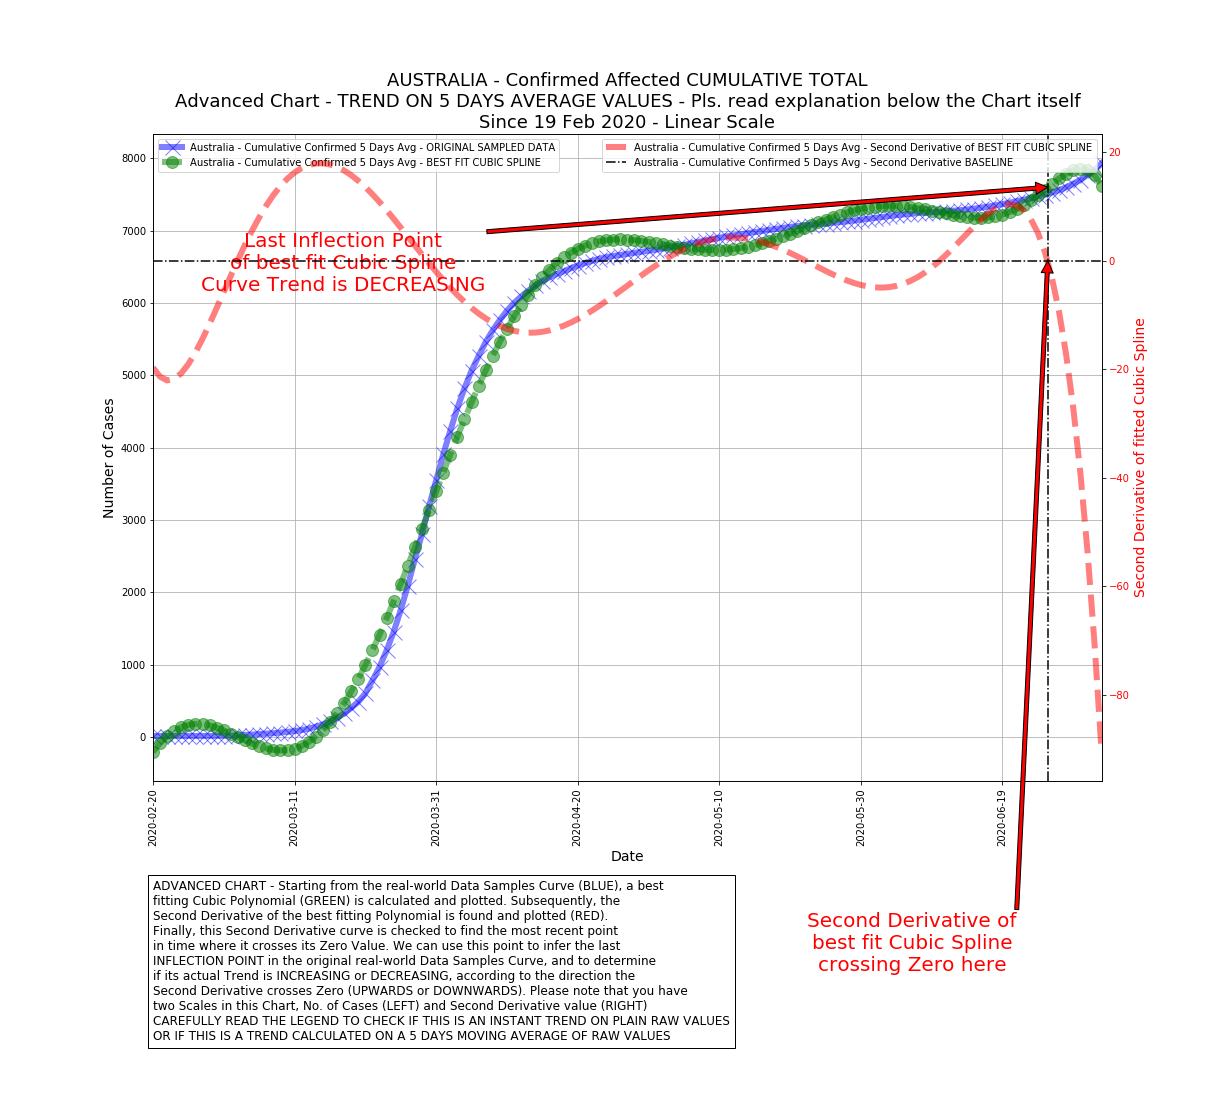 AUSTRALIA - Confirmed Affected CUMULATIVE TOTAL
Advanced Chart - TREND ON 5 DAYS AVERAGE VALUES - Pls. read explanation below the Chart itself
Since 19 Feb 2020 - Linear Scale
Australia - Cumulative Confirmed 5 Days Avg - ORIGINAL SAMPLED DATA
Australia - Cumulative Confirmed 5 Days Avg - BEST FIT CUBIC SPLINE
Australia - Cumulative Confirmed 5 Days Avg - Second Derivative of BEST FIT CUBIC SPLINE
Australia - Cumulative Confirmed 5 Days Avg - Second Derivative BASELINE
8000
7000
6000
5000
4000
3000
2000
1000
0
Number of Cases
Last Inflection Point
of best fit Cubic Spline
Curve Trend is DECREASING
20
0
−20
−40
−60
−80
Second Derivative of fitted Cubic Spline
2020-02-20
2020-03-11
2020-03-31
2020-04-20
2020-05-10
2020-05-30
2020-06-19
Date
ADVANCED CHART - Starting from the real-world Data Samples Curve (BLUE), a best
fitting Cubic Polynomial (GREEN) is calculated and plotted. Subsequently, the
Second Derivative of the best fitting Polynomial is found and plotted (RED).
Finally, this Second Derivative curve is checked to find the most recent point
in time where it crosses its Zero Value. We can use this point to infer the last
INFLECTION POINT in the original real-world Data Samples Curve, and to determine
if its actual Trend is INCREASING or DECREASING, according to the direction the
Second Derivative crosses Zero (UPWARDS or DOWNWARDS). Please note that you have
two Scales in this Chart, No. of Cases (LEFT) and Second Derivative value (RIGHT)
CAREFULLY READ THE LEGEND TO CHECK IF THIS IS AN INSTANT TREND ON PLAIN RAW VALUES
OR IF THIS IS A TREND CALCULATED ON A 5 DAYS MOVING AVERAGE OF RAW VALUES
Second Derivative of
best fit Cubic Spline
crossing Zero here